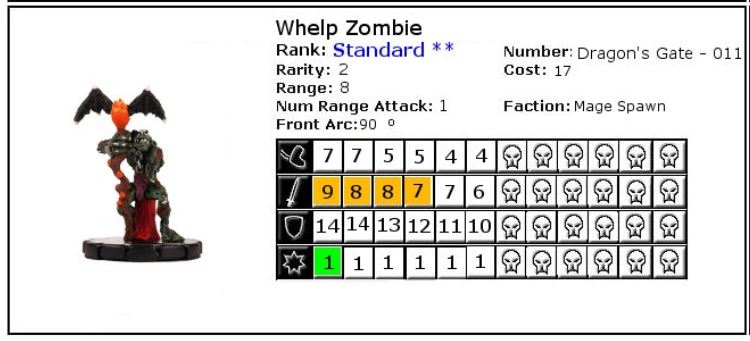 Whelp Zombie
Rank: Standard ** Number: Dragon's Gate - 011
Rarity: 2 Cost: 17
Range: 8
Num Range Attack: 1 Faction: Mage Spawn
Front Arc:90 º
7 7 5 5 4 4
9 8 8 7 7 6
14 14 13 12 11 10
1 1 1 1 1 1